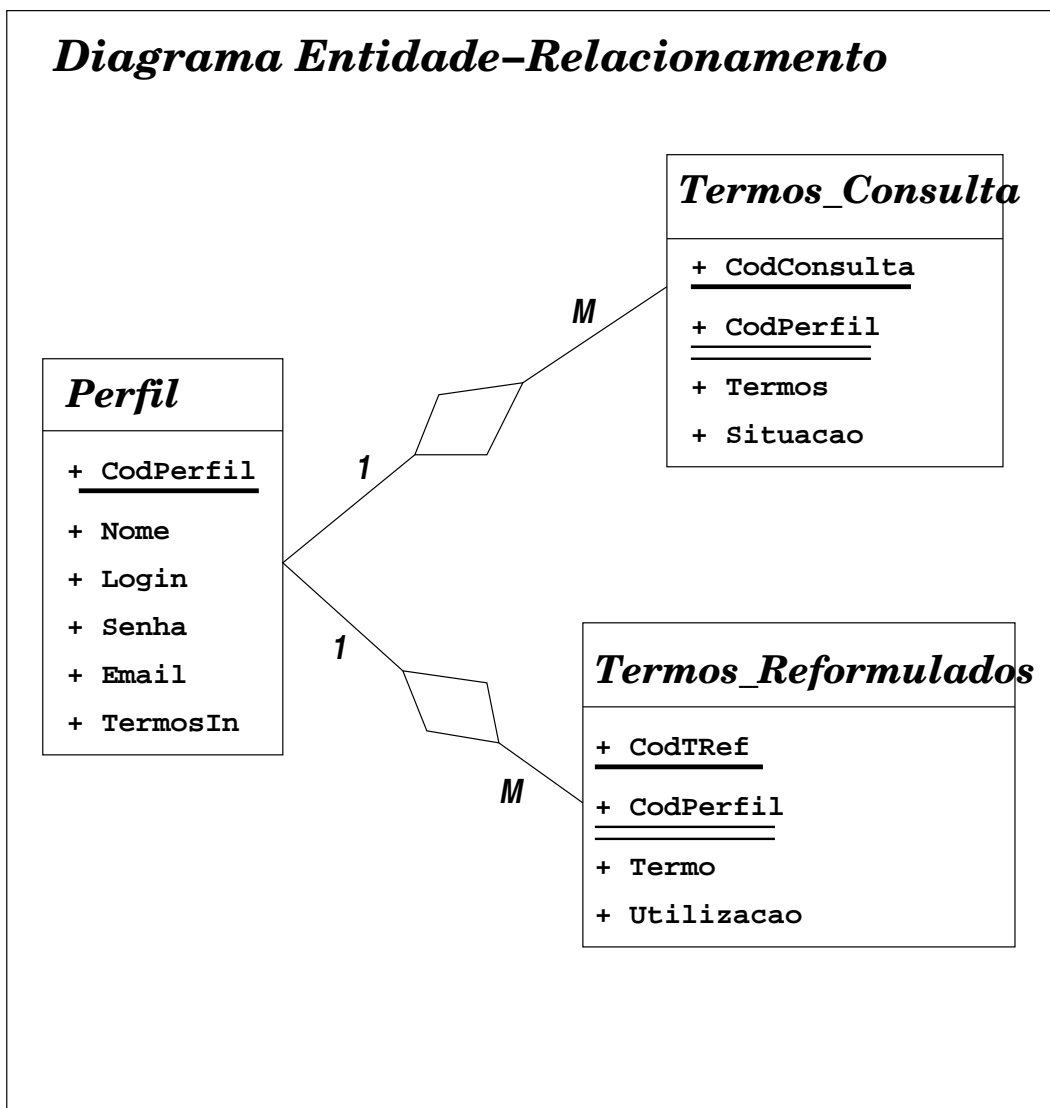 Diagrama Entidade–Relacionamento
Termos_Consulta
+ CodConsulta
+ CodPerfil
+ Termos
+ Situacao
M
1
Perfil
+ CodPerfil
+ Nome
+ Login
+ Senha
+ Email
+ TermosIn
1
M
Termos_Reformulados
+ CodTRef
+ CodPerfil
+ Termo
+ Utilizacao